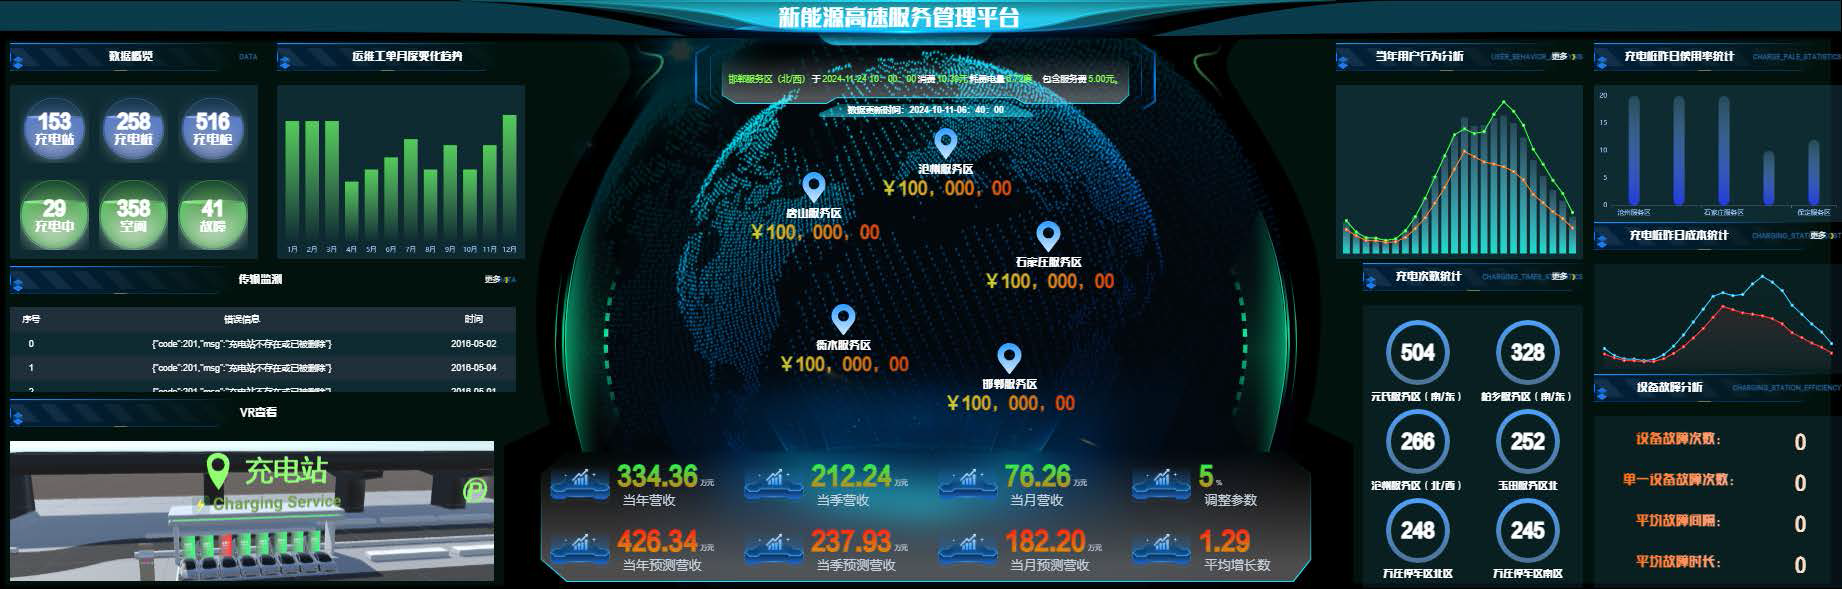 新能源高速服务管理平台
数据概览
DATA
153
充电站
258
充电桩
516
充电枪
29
充电中
358
空闲
41
故障
运维工单月度变化趋势
1月 2月 3月 4月 5月 6月 7月 8月 9月 10月 11月 12月
传输监测
更多
序号 错误信息 时间
0 {"code":201,"msg":"充电站不存在或已被删除"} 2016-05-02
1 {"code":201,"msg":"充电站不存在或已被删除"} 2016-05-04
2 {"code":201,"msg":"充电站不存在或已被删除"} 2016-05-01
VR查看
充电站
Charging Service
P
邯郸服务区（北/西）于2024-11-24 10：00：00消费 耗费电量 包含服务费5.00元。
数据更新时间：2024-10-11-06：40：00
沧州服务区
￥100，000，00
唐山服务区
￥100，000，00
石家庄服务区
￥100，000，00
衡水服务区
￥100，000，00
邯郸服务区
￥100，000，00
334.36万元
当年营收
212.24万元
当季营收
76.26万元
当月营收
5%
调整参数
426.34万元
当年预测营收
237.93万元
当季预测营收
182.20万元
当月预测营收
1.29
平均增长数
当年用户行为分析
USER_BEHAVIOR_
更多
充电次数统计
CHARGING_TIMES_
更多
504
元氏服务区（南/东）
328
柏乡服务区（南/东）
266
沧州服务区（北/西）
252
玉田服务区北
248
万庄停车区北区
245
万庄停车区南区
充电桩昨日使用率统计
CHARGE_PALE_STATISTICS
20
15
10
5
0
沧州服务区 石家庄服务区 保定服务区
充电桩昨日成本统计
CHARGING_STATI
更多
设备故障分析
CHARGING_STATION_EFFICIENCY
设备故障次数： 0
单一设备故障次数： 0
平均故障间隔： 0
平均故障时长： 0